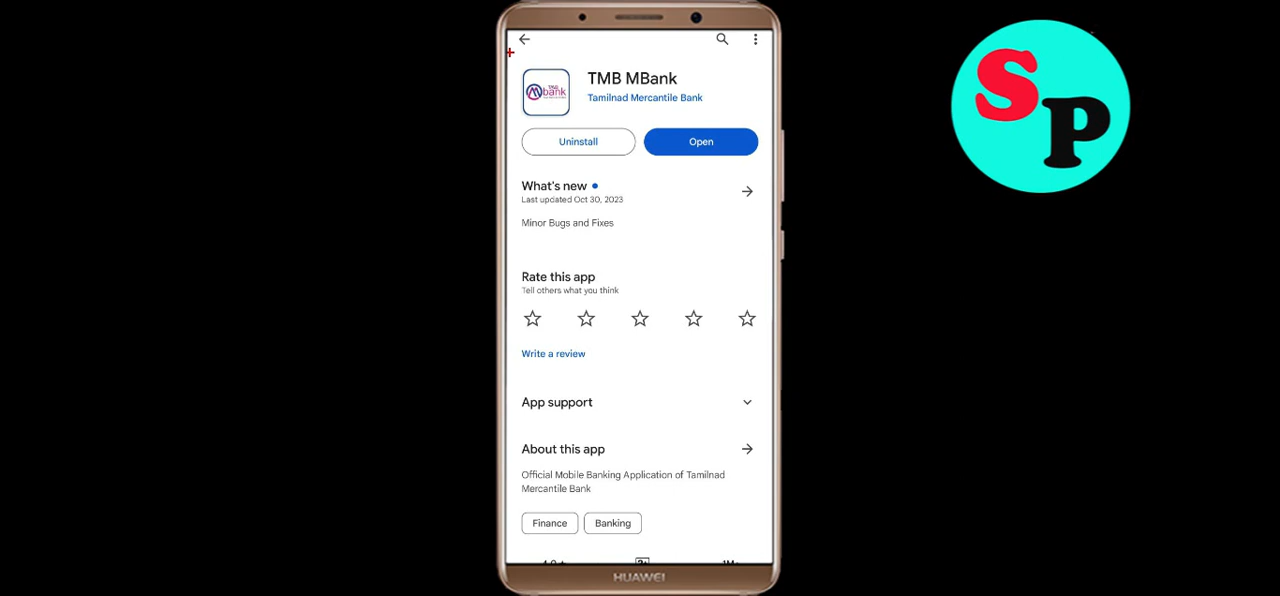 TMB MBank
Tamilnad Mercantile Bank
Uninstall
Open
What's new
Last updated Oct 30, 2023
Minor Bugs and Fixes
Rate this app
Tell others what you think
Write a review
App support
About this app
Official Mobile Banking Application of Tamilnad
Mercantile Bank
Finance
Banking
HUAWEI
SP